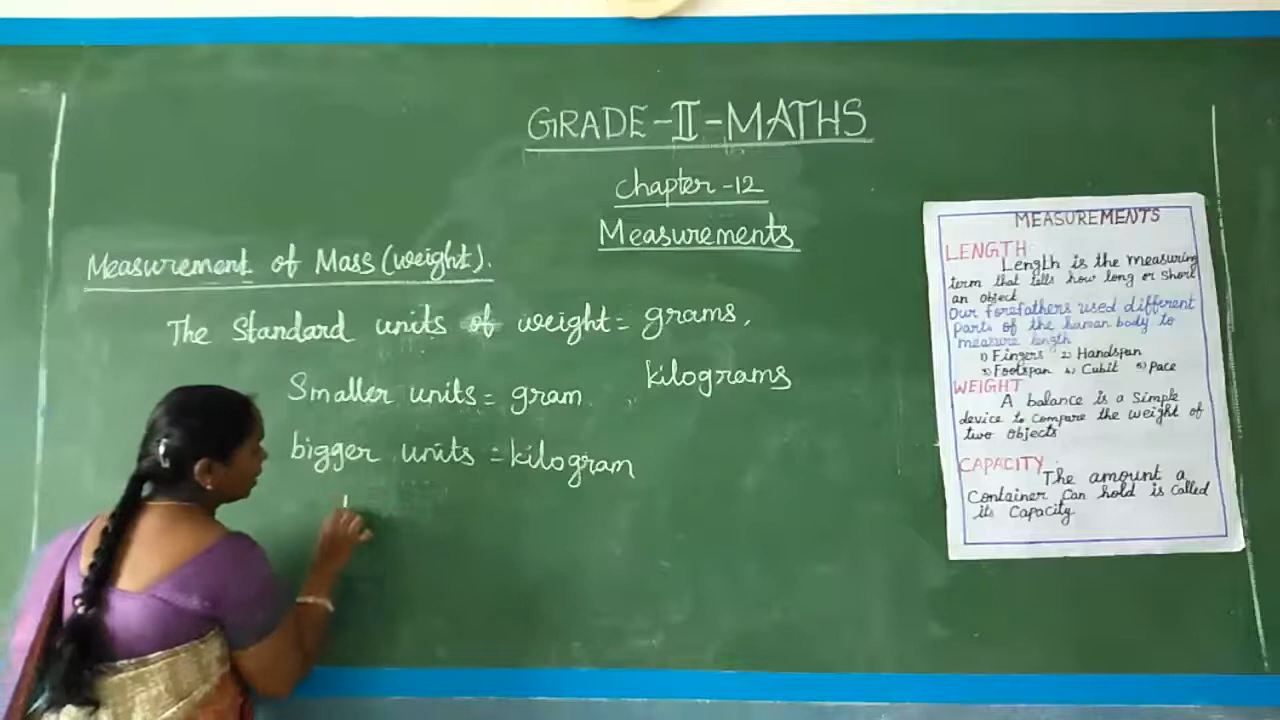 GRADE-II-MATHS
Chapter-12
Measurements
Measurement of Mass (weight).
The Standard units of weight = grams,
kilograms
Smaller units = gram
bigger units = kilogram
MEASUREMENTS
LENGTH
Length is the measuring
term that tells how long or short
an object
Our forefathers used different
parts of the human body to
measure length
1) Fingers 2) Handspan
3) Footspan 4) Cubit 5) Pace
WEIGHT
A balance is a simple
device to compare the weight of
two objects
CAPACITY
The amount a
Container Can hold is called
its Capacity